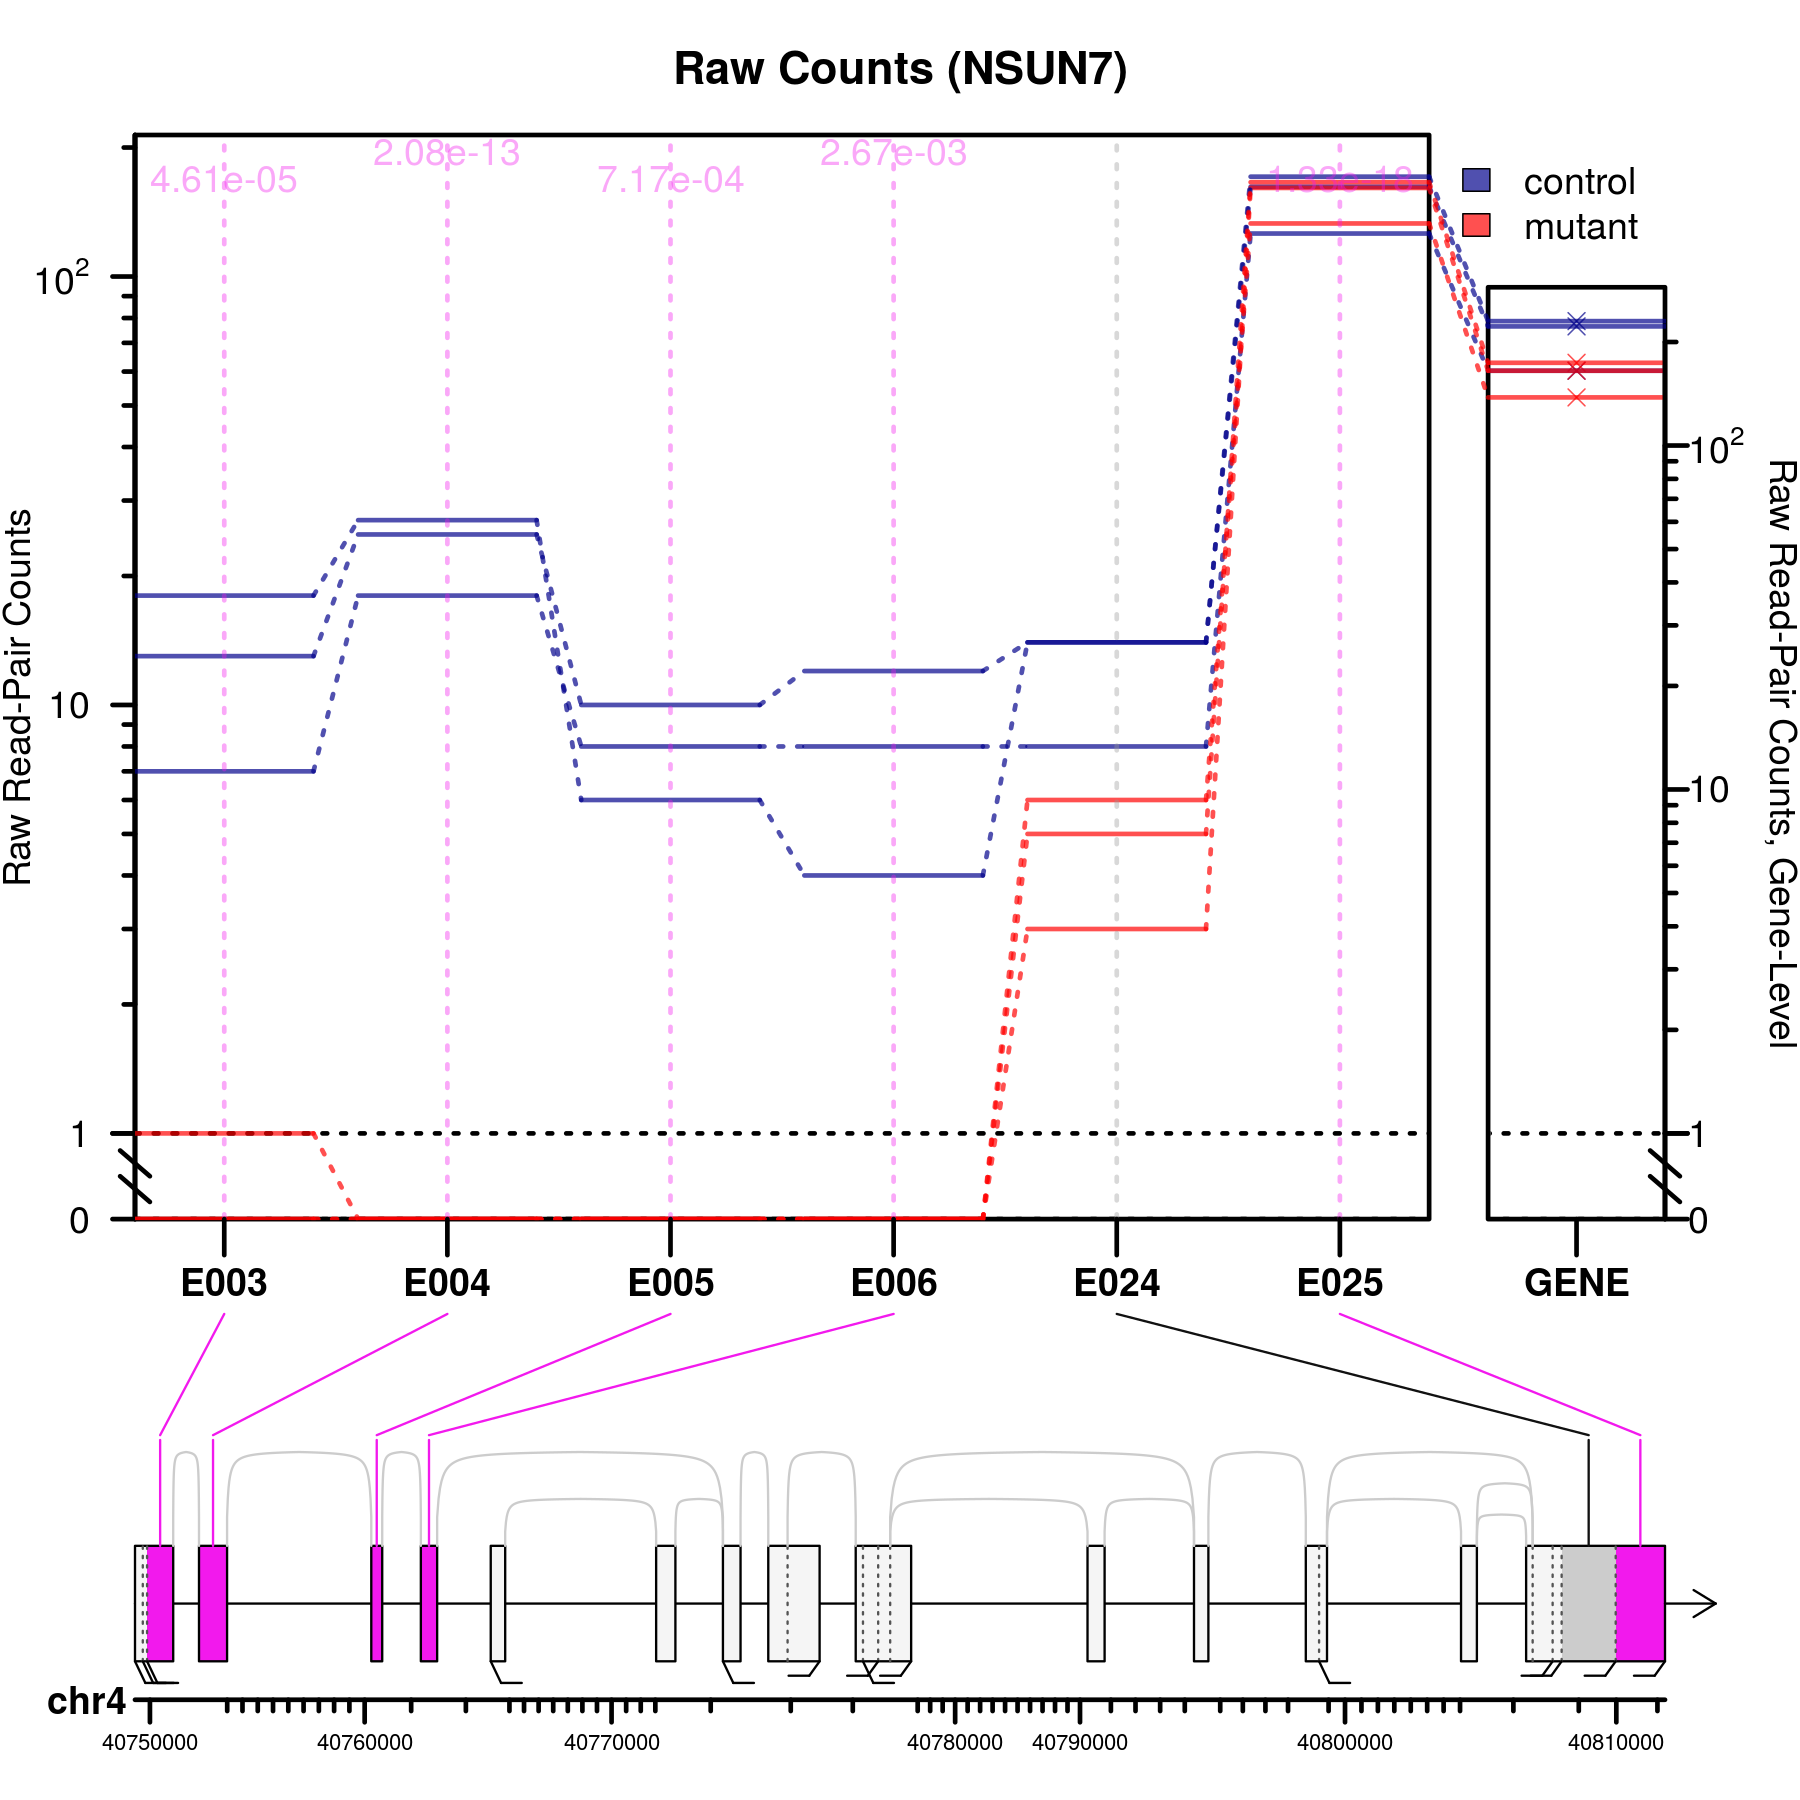 Raw Counts (NSUN7)
2.08e-13
2.67e-03
4.61e-05
7.17e-04
control
mutant
10²
10
1
0
Raw Read-Pair Counts
10²
10
1
0
Raw Read-Pair Counts, Gene-Level
E003 E004 E005 E006 E024 E025 GENE
chr4
40750000 40760000 40770000 40780000 40790000 40800000 40810000